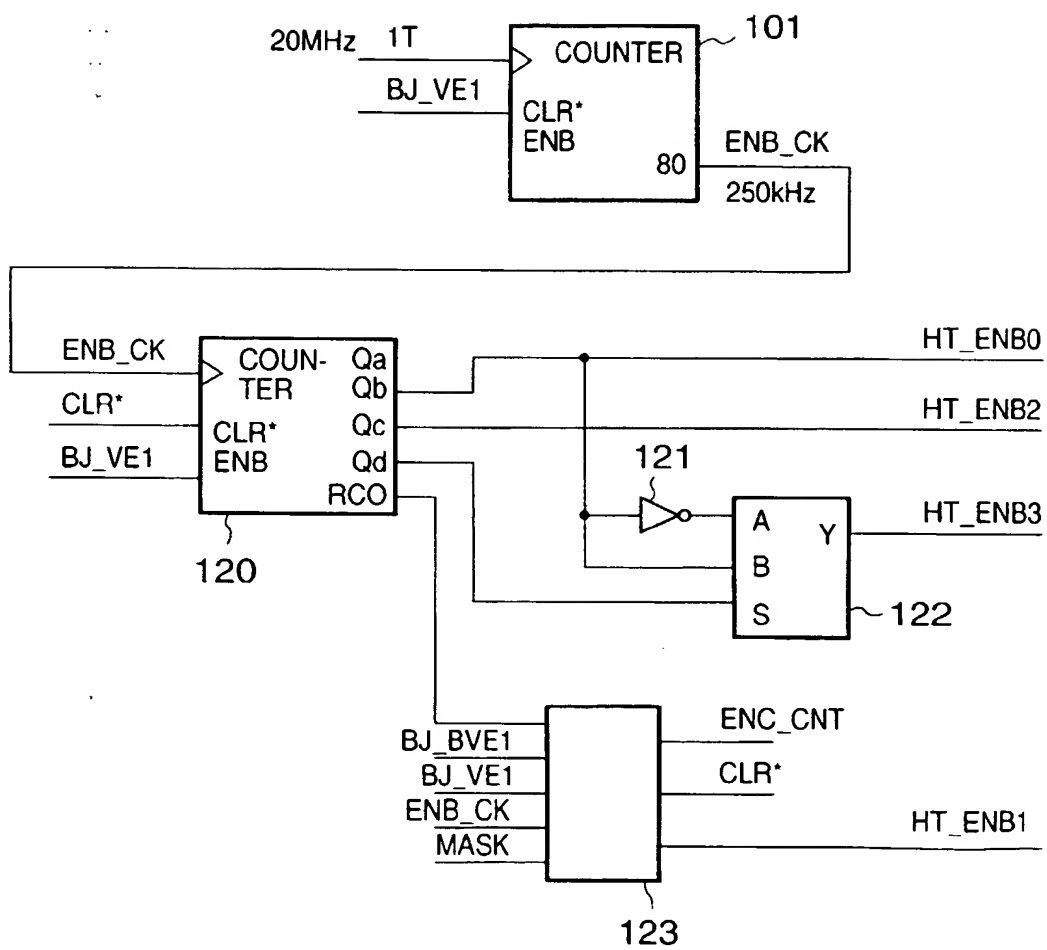 20MHz 1T
COUNTER
101
BJ_VE1
CLR*
ENB
80
ENB_CK
250kHz
ENB_CK
COUN-
TER
Qa
Qb
HT_ENB0
CLR*
CLR*
Qc
HT_ENB2
BJ_VE1
ENB
Qd
RCO
121
120
A
Y
HT_ENB3
B
S
122
BJ_BVE1
ENC_CNT
BJ_VE1
CLR*
ENB_CK
MASK
HT_ENB1
123